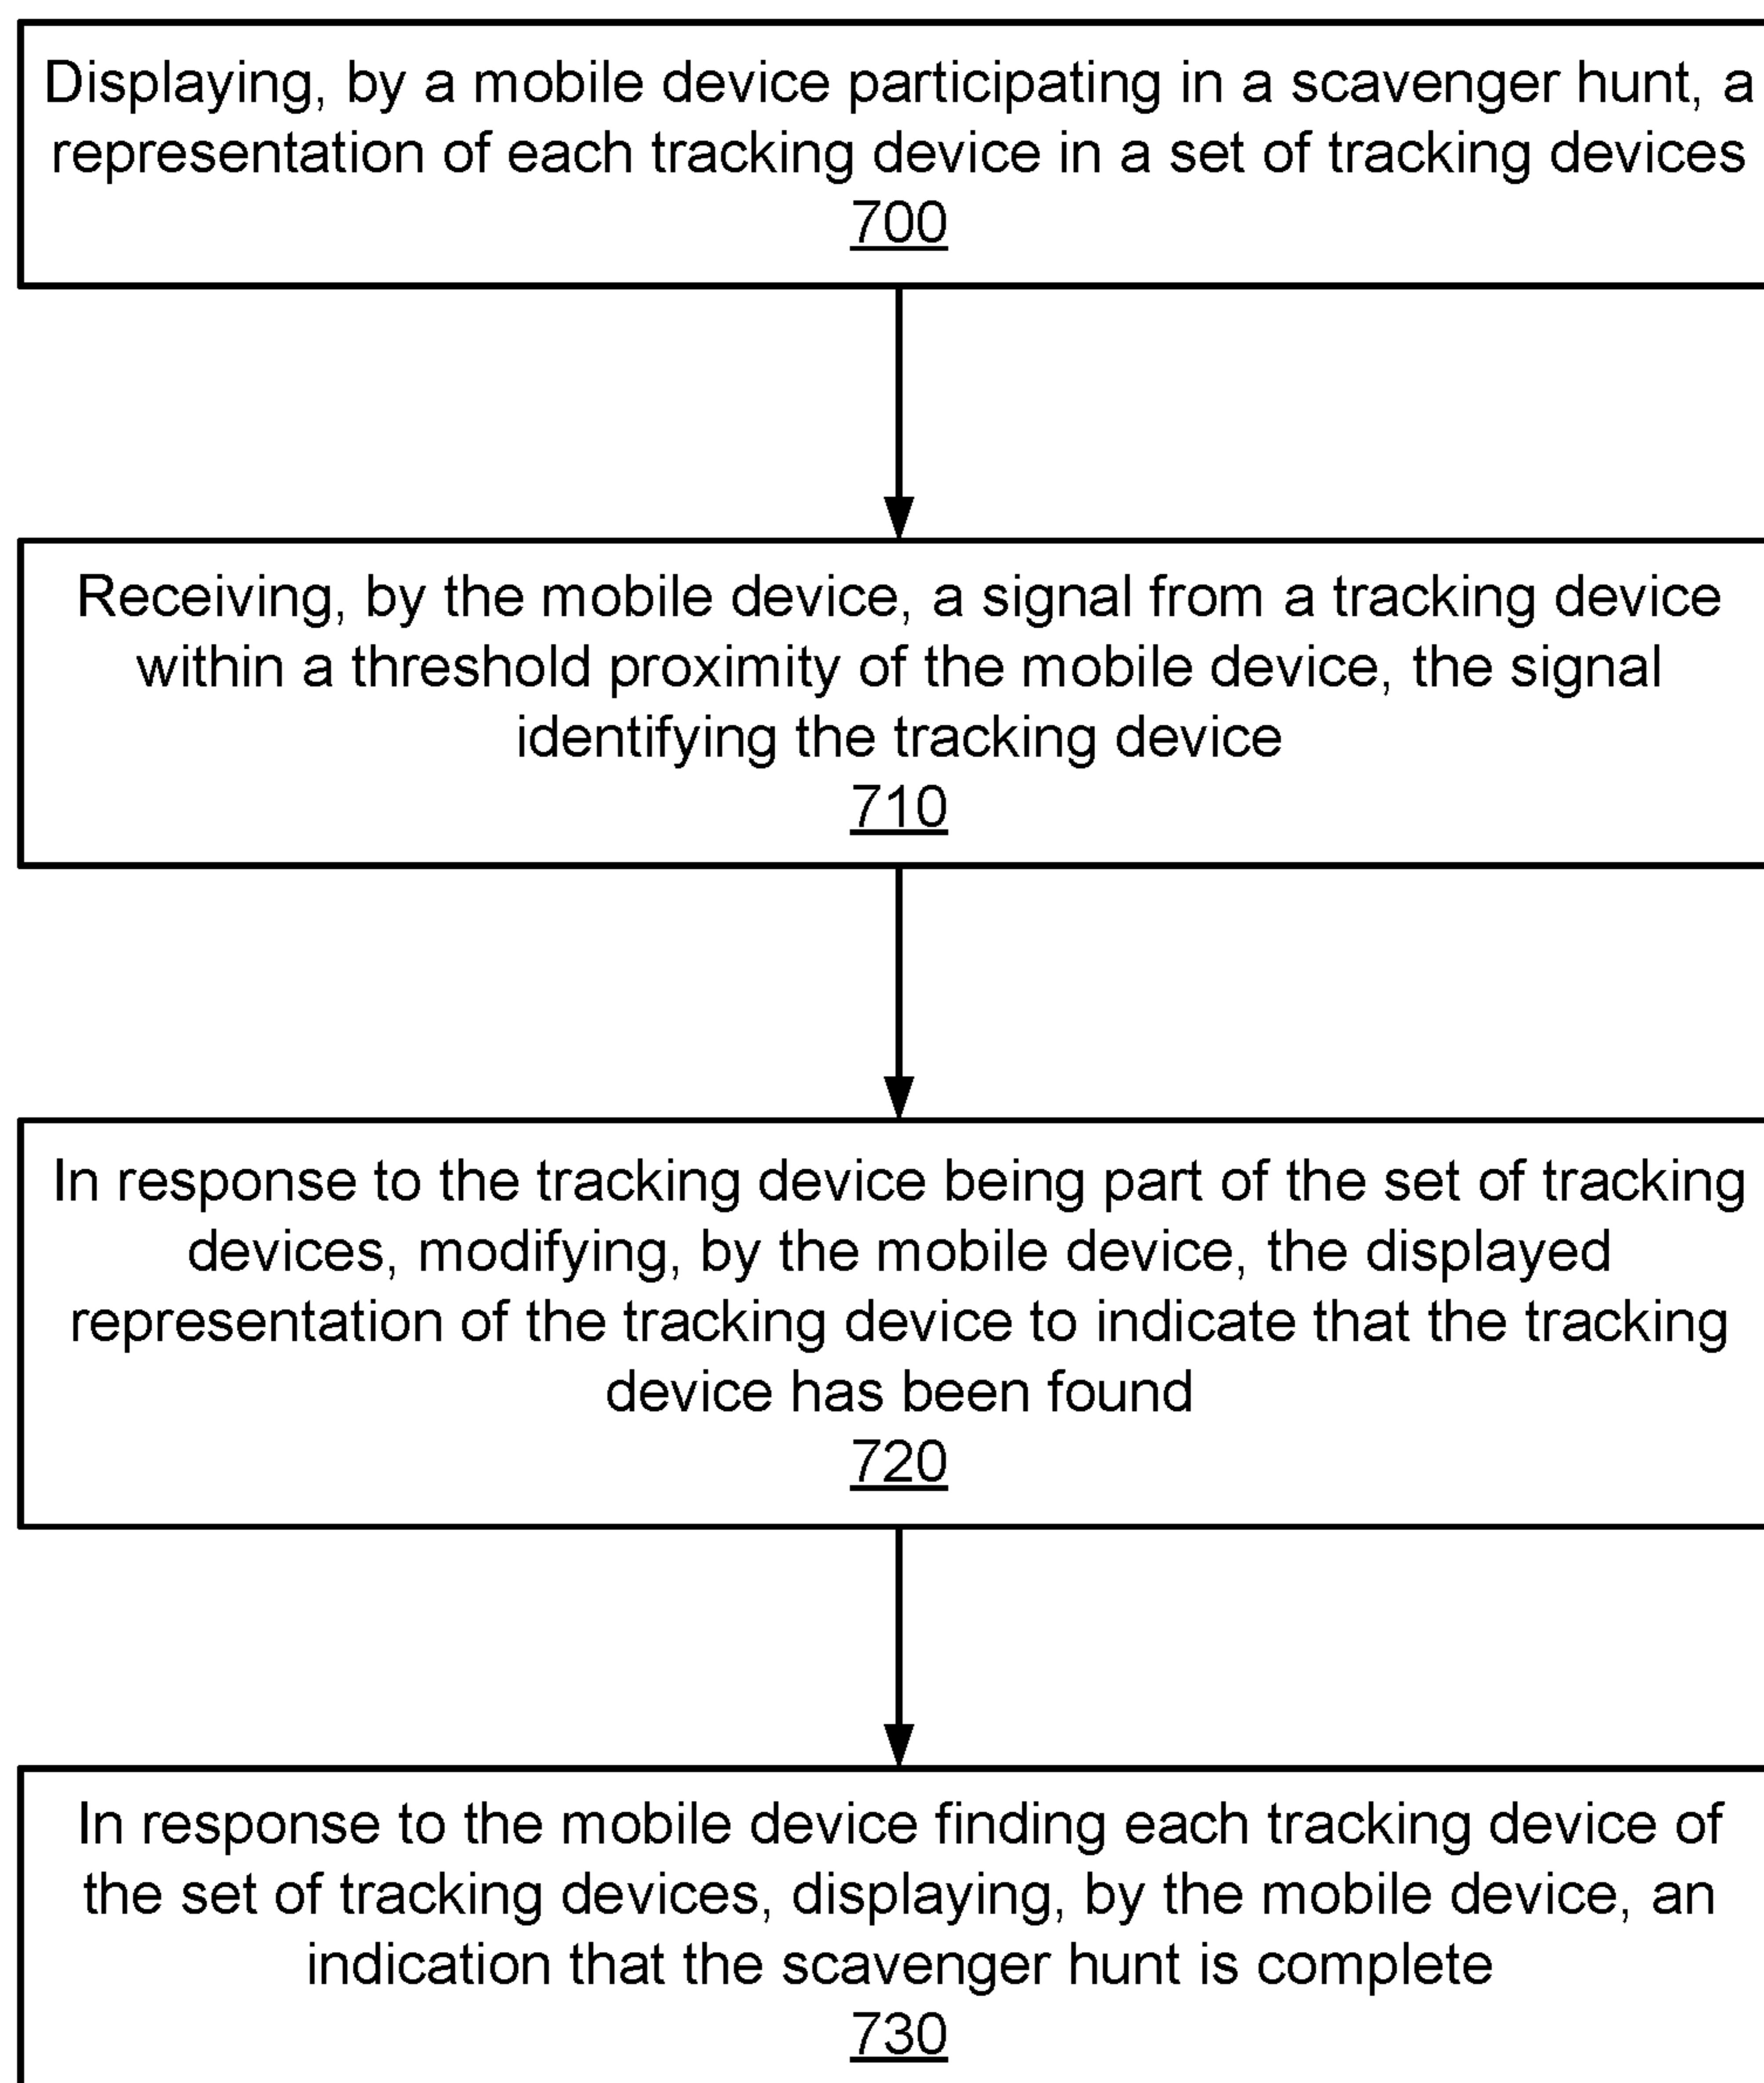 Displaying, by a mobile device participating in a scavenger hunt, a
representation of each tracking device in a set of tracking devices
700
Receiving, by the mobile device, a signal from a tracking device
within a threshold proximity of the mobile device, the signal
identifying the tracking device
710
In response to the tracking device being part of the set of tracking
devices, modifying, by the mobile device, the displayed
representation of the tracking device to indicate that the tracking
device has been found
720
In response to the mobile device finding each tracking device of
the set of tracking devices, displaying, by the mobile device, an
indication that the scavenger hunt is complete
730